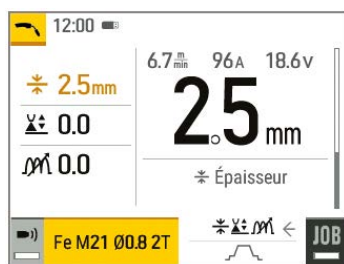 12:00
6.7 m/min 96A 18.6V
2.5mm
0.0
0.0
2.5 mm
Épaisseur
Fe M21 Ø0.8 2T
JOB